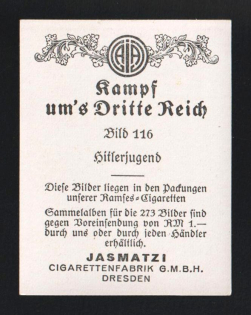 Kampf
um's Dritte Reich
Bild 116
Hitlerjugend
Diese Bilder liegen in den Packungen
unserer Ramses=Cigaretten
Sammelalben für die 273 Bilder sind
gegen Voreinsendung von RM 1.—
durch uns oder durch jeden Händler
erhältlich.
JASMATZI
CIGARETTENFABRIK G.M.B.H.
DRESDEN